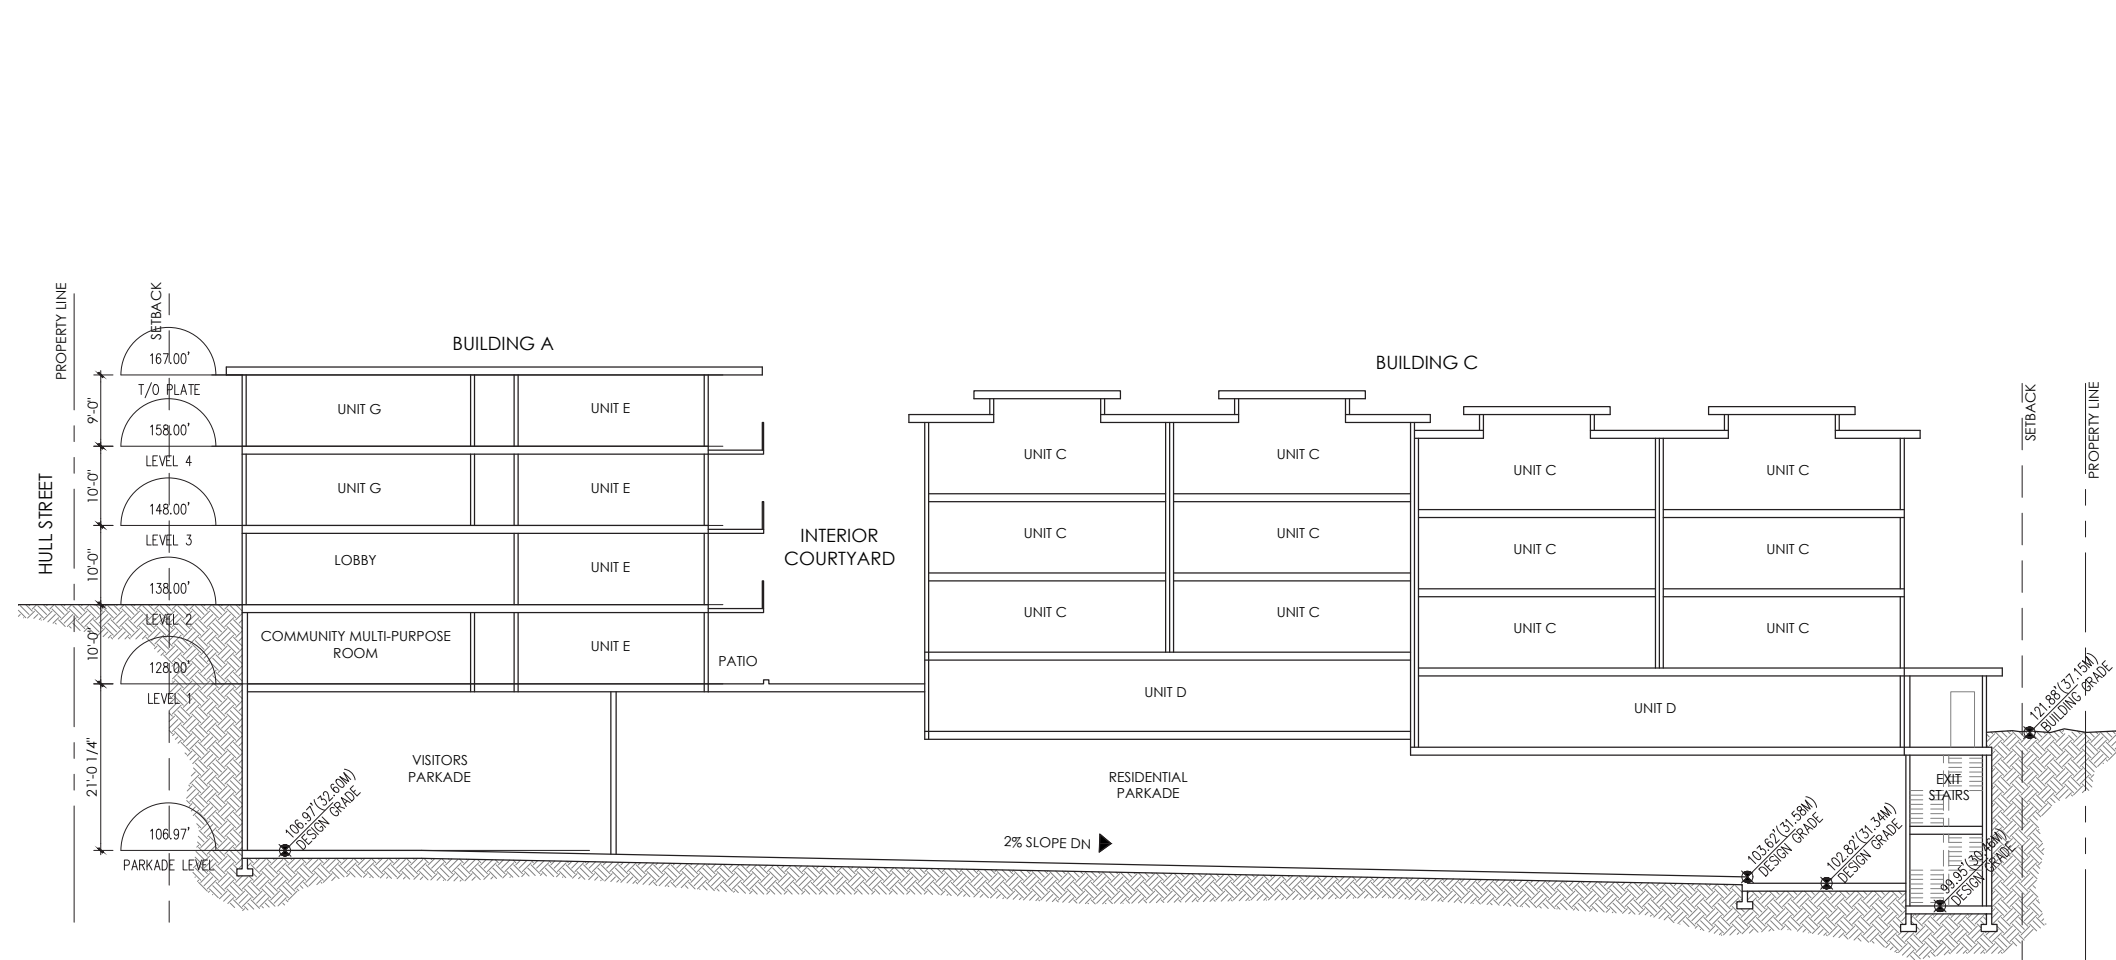 PROPERTY LINE
SETBACK
HULL STREET
167.00'
T/O PLATE
9'-0"
158.00'
LEVEL 4
10'-0"
148.00'
LEVEL 3
10'-0"
138.00'
LEVEL 2
10'-0"
128.00'
LEVEL 1
21'-0 1/4"
106.97'
PARKADE LEVEL
BUILDING A
UNIT G
UNIT E
UNIT G
UNIT E
LOBBY
UNIT E
COMMUNITY MULTI-PURPOSE
ROOM
UNIT E
PATIO
INTERIOR
COURTYARD
VISITORS
PARKADE
106.97'(32.60M)
DESIGN GRADE
BUILDING C
UNIT C
UNIT C
UNIT C
UNIT C
UNIT C
UNIT C
UNIT C
UNIT C
UNIT C
UNIT C
UNIT C
UNIT C
UNIT D
UNIT D
RESIDENTIAL
PARKADE
2% SLOPE DN
103.62'(31.58M)
DESIGN GRADE
102.82'(31.34M)
DESIGN GRADE
EXIT
STAIRS
99.95'(30.46M)
DESIGN GRADE
SETBACK
PROPERTY LINE
121.88'(37.15M)
BUILDING GRADE